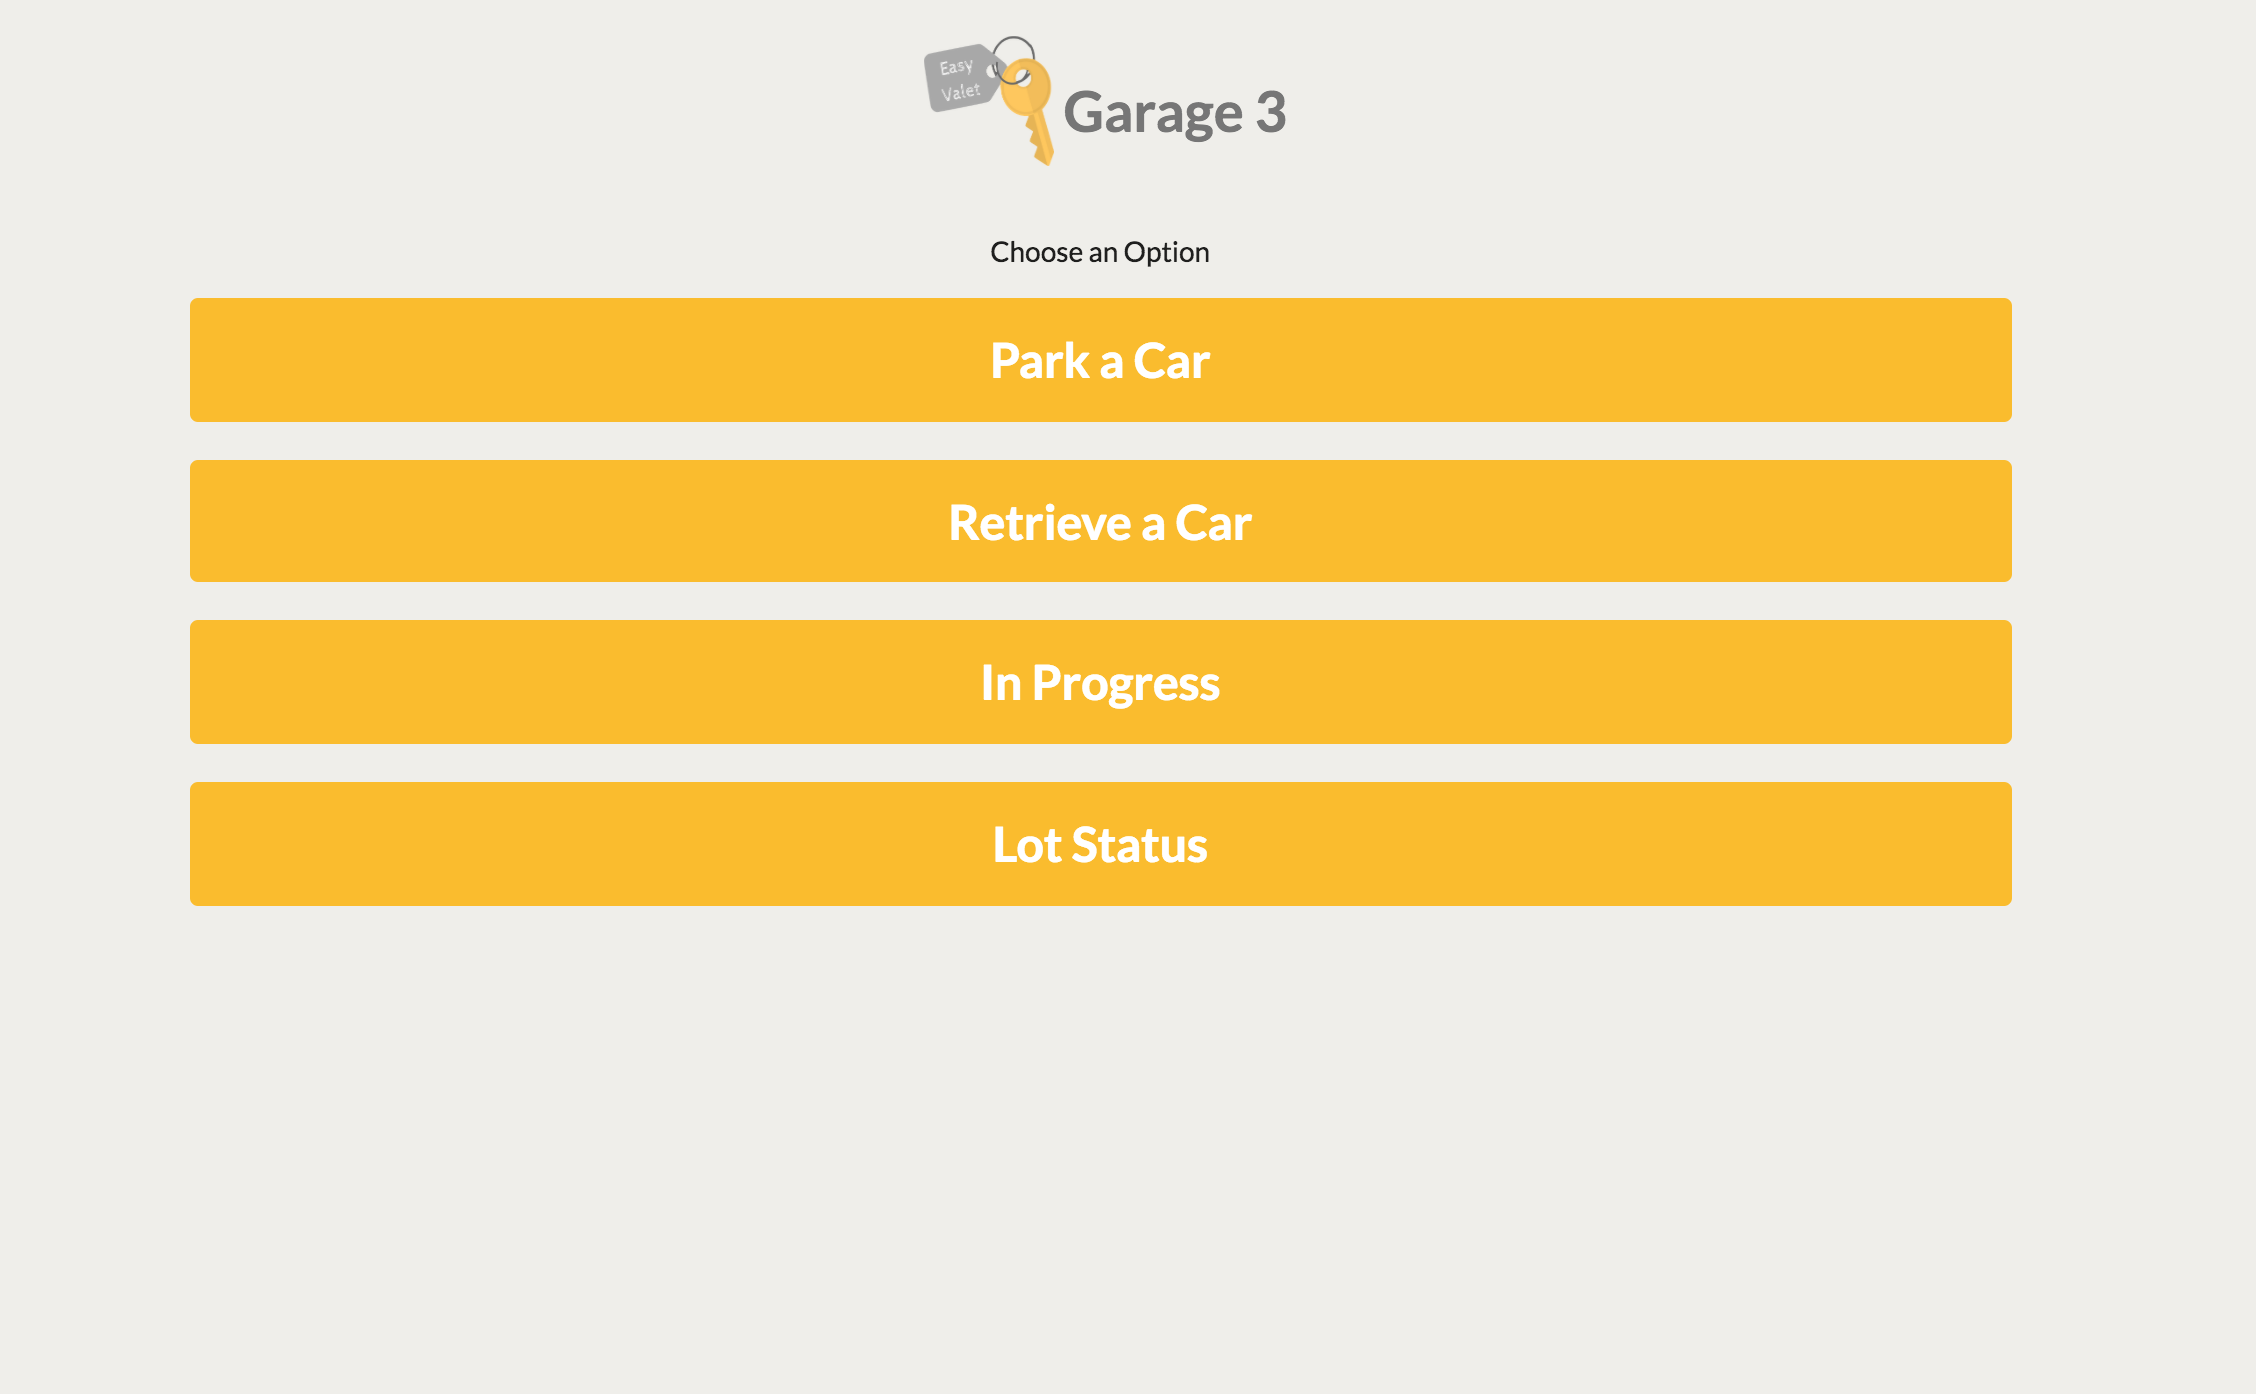 Easy
Valet
Garage 3
Choose an Option
Park a Car
Retrieve a Car
In Progress
Lot Status